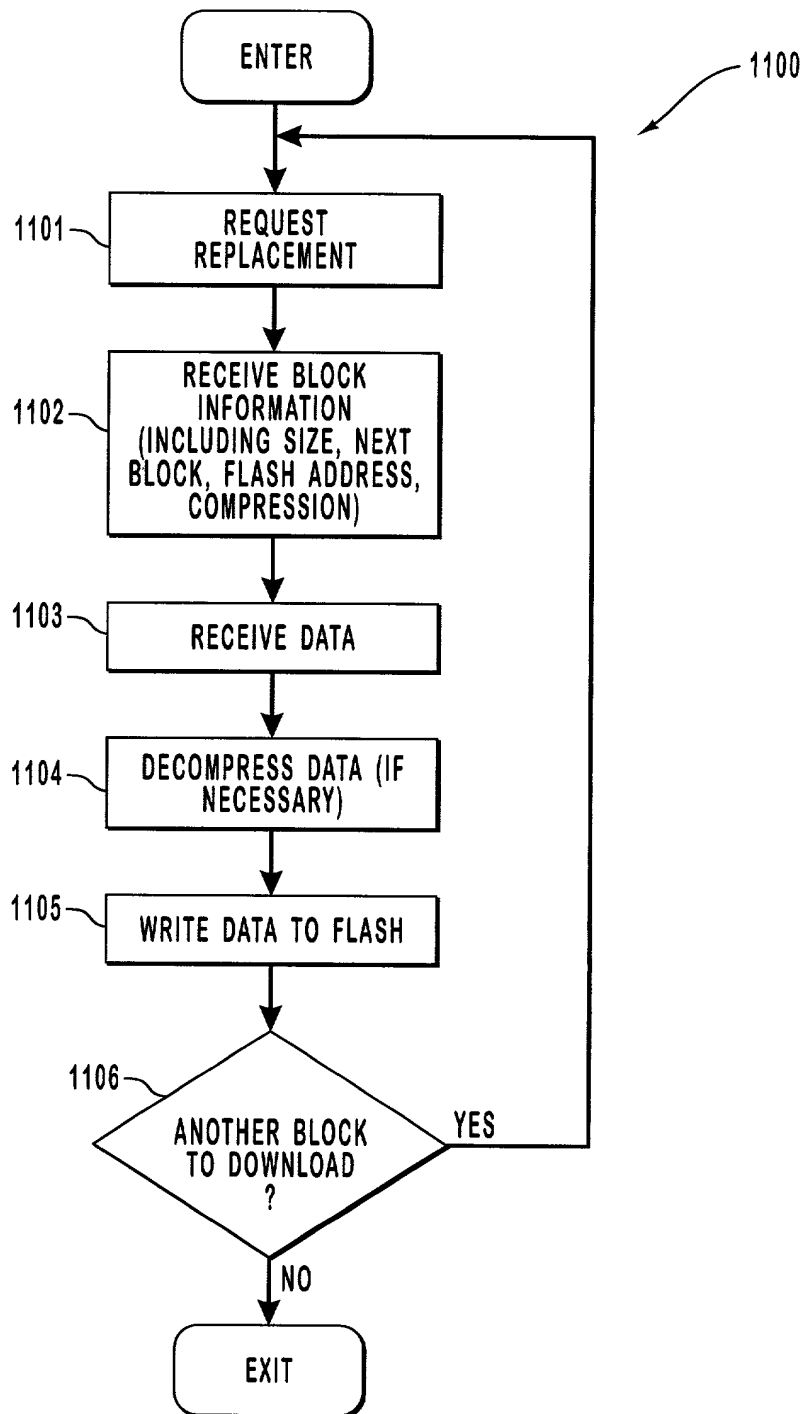 ENTER
1100
1101
REQUEST
REPLACEMENT
1102
RECEIVE BLOCK
INFORMATION
(INCLUDING SIZE, NEXT
BLOCK, FLASH ADDRESS,
COMPRESSION)
1103
RECEIVE DATA
1104
DECOMPRESS DATA (IF
NECESSARY)
1105
WRITE DATA TO FLASH
1106
ANOTHER BLOCK
TO DOWNLOAD
?
YES
NO
EXIT